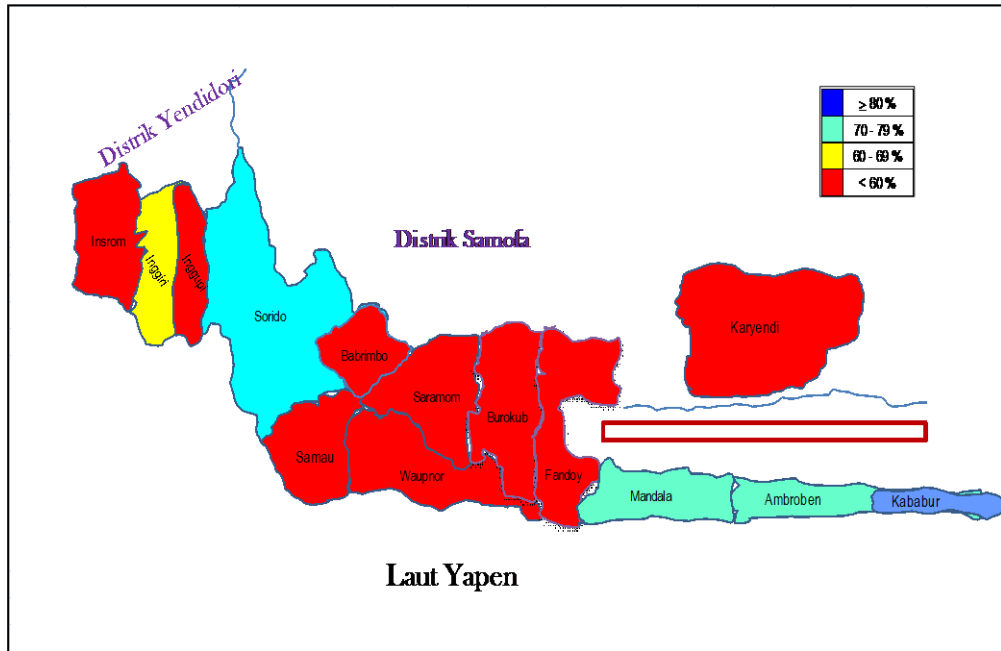 Distrik Yendidori
≥ 80 %
70 - 79 %
60 - 69 %
< 60 %
Insrom
Inggiri
Inggupi
Distrik Samofa
Sorido
Karyendi
Babrimbo
Saramom
Burokub
Samau
Waupnor
Fandoy
Mandala
Ambroben
Kababur
Laut Yapen